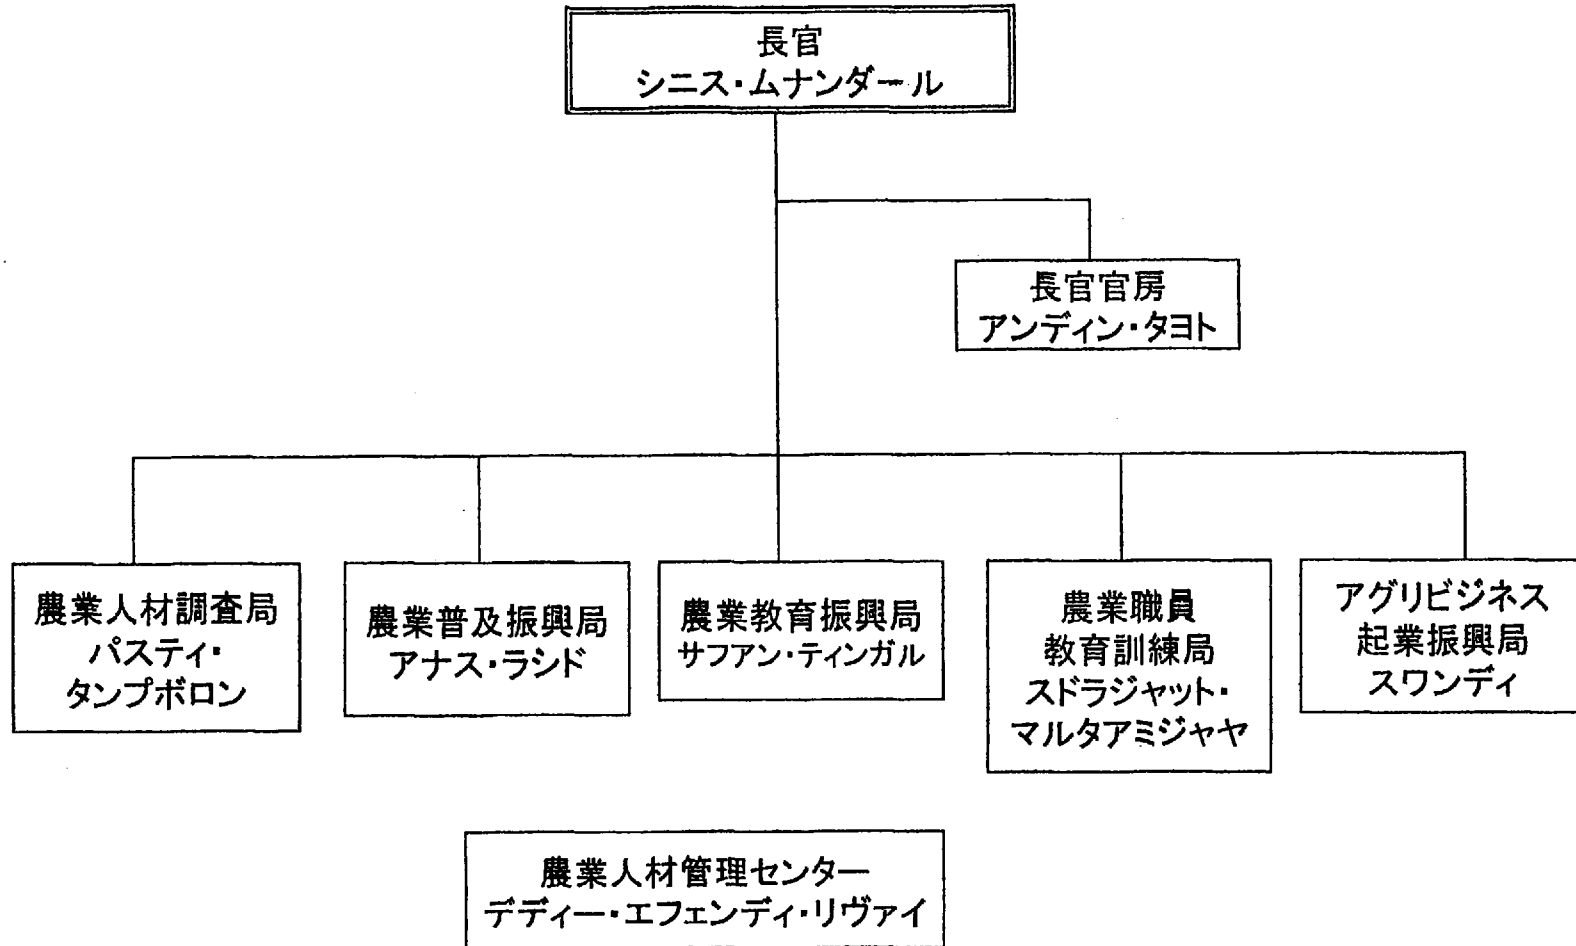 長官
シニス・ムナンダール
長官官房
アンディン・タヨト
農業人材調査局
パスティ・
タンプボロン
農業普及振興局
アナス・ラシド
農業教育振興局
サフアン・ティンガル
農業職員
教育訓練局
スドラジャット・
マルタアミジャヤ
アグリビジネス
起業振興局
スワンディ
農業人材管理センター
デディー・エフェンディ・リヴァイ